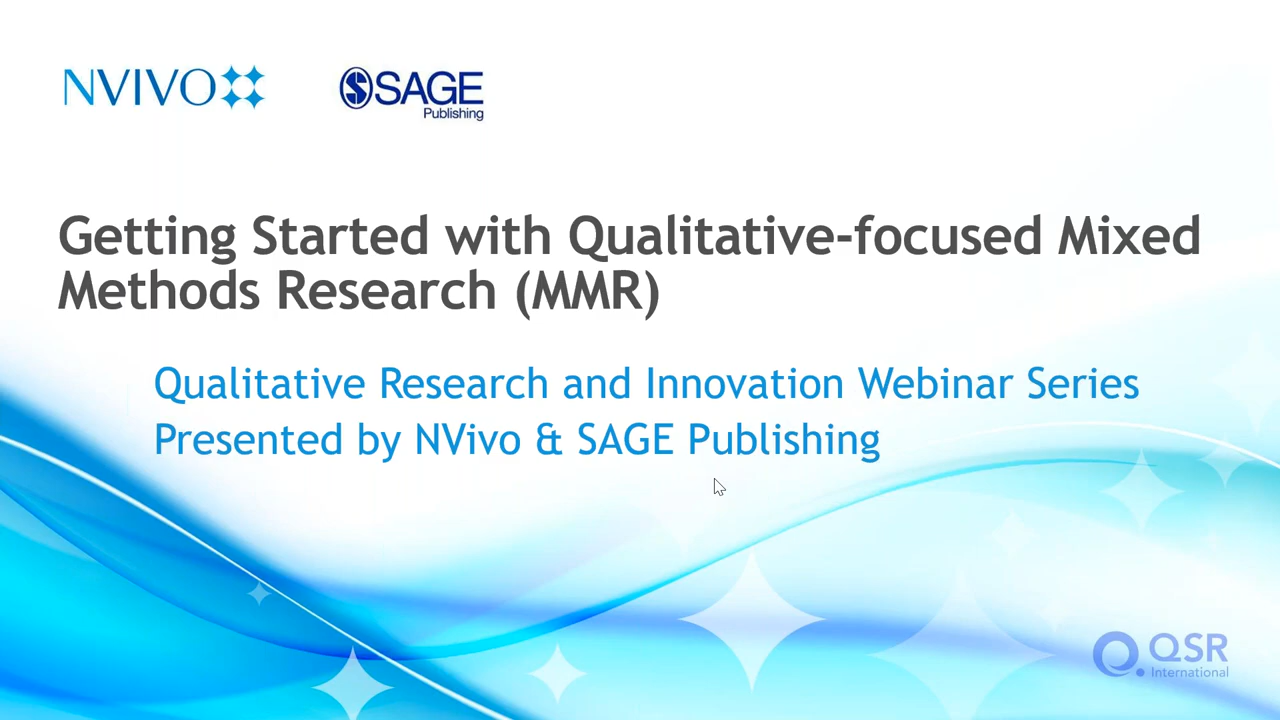 NVIVO
SAGE
Publishing
Getting Started with Qualitative-focused Mixed
Methods Research (MMR)
Qualitative Research and Innovation Webinar Series
Presented by NVivo & SAGE Publishing
QSR
International